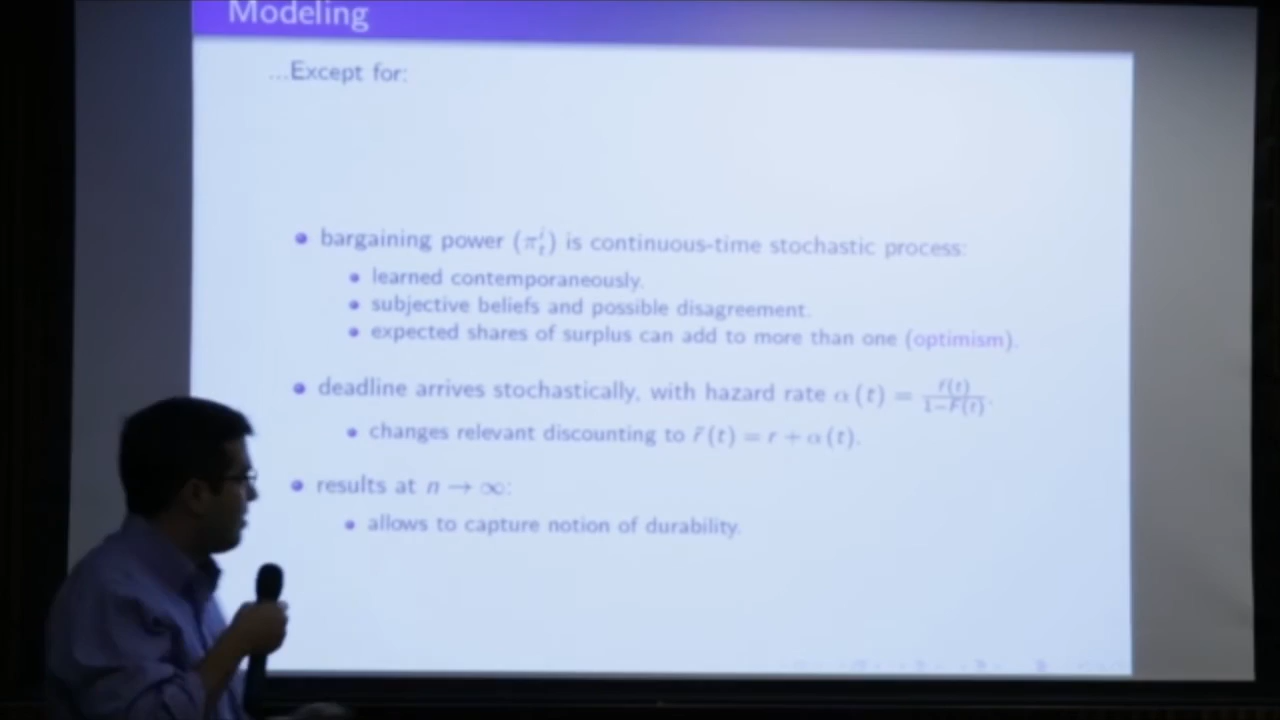 Modeling
...Except for:
bargaining power (π_t^i) is continuous-time stochastic process:
learned contemporaneously.
subjective beliefs and possible disagreement.
expected shares of surplus can add to more than one (optimism).
deadline arrives stochastically, with hazard rate α(t) = f(t)/1−F(t).
changes relevant discounting to r̃(t) = r + α(t).
results at n → ∞:
allows to capture notion of durability.